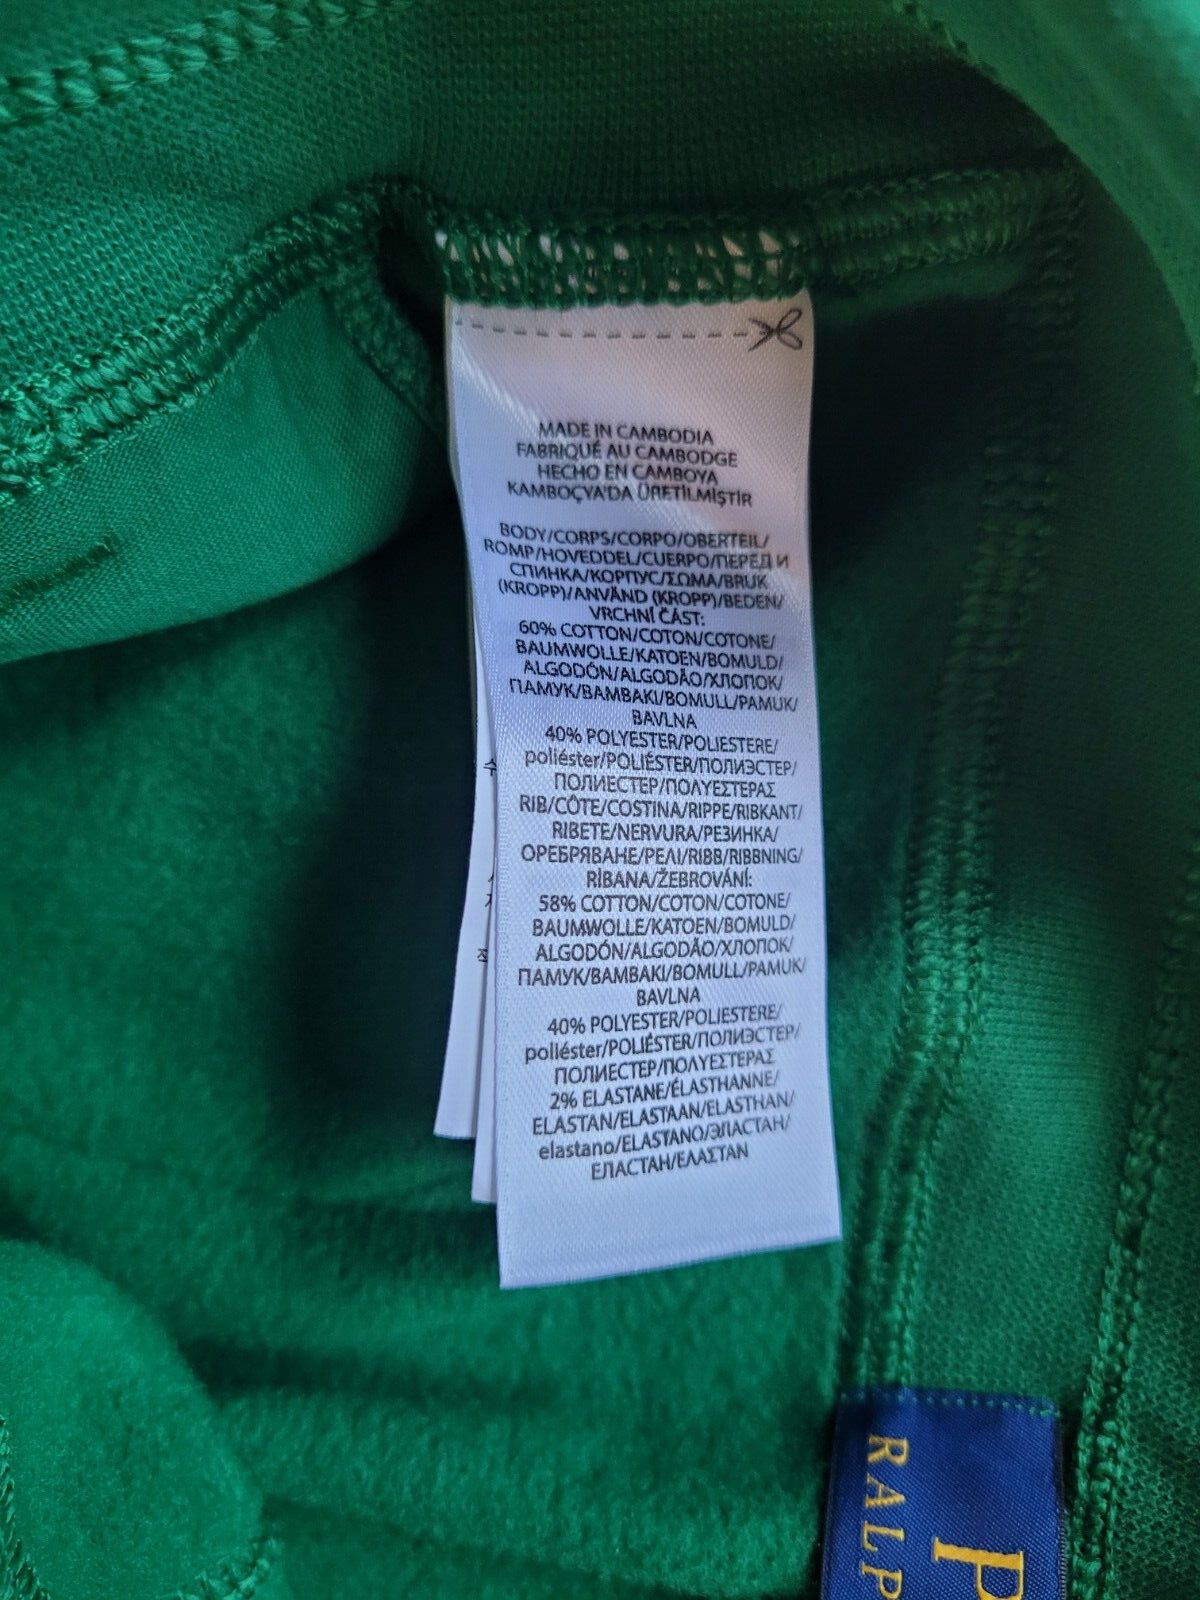 MADE IN CAMBODIA
FABRIQUÉ AU CAMBODGE
HECHO EN CAMBOYA
KAMBOÇYA'DA ÜRETİLMİŞTİR
BODY/CORPS/CORPO/OBERTEIL/
ROMP/HOVEDDEL/CUERPO/ПЕРЕД И
СПИНКА/КОРПУС/ΣΩΜΑ/BRUK
(KROPP)/ANVÄND (KROPP)/BEDEN/
VRCHNÍ ČÁST:
60% COTTON/COTON/COTONE/
BAUMWOLLE/KATOEN/BOMULD/
ALGODÓN/ALGODÃO/ХЛОПОК/
ПАМУК/ΒΑΜΒΑΚΙ/BOMULL/PAMUK/
BAVLNA
40% POLYESTER/POLIESTERE/
poliéster/POLIÉSTER/ПОЛИЭСТЕР/
ПОЛИЕСТЕР/ΠΟΛΥΕΣΤΕΡΑΣ
RIB/CÔTE/COSTINA/RIPPE/RIBKANT/
RIBETE/NERVURA/РЕЗИНКА/
ОРЕБРЯВАНЕ/ΡΕΛΙ/RIBB/RIBBNING/
RİBANA/ŽEBROVÁNÍ:
58% COTTON/COTON/COTONE/
BAUMWOLLE/KATOEN/BOMULD/
ALGODÓN/ALGODÃO/ХЛОПОК/
ПАМУК/ΒΑΜΒΑΚΙ/BOMULL/PAMUK/
BAVLNA
40% POLYESTER/POLIESTERE/
poliéster/POLIÉSTER/ПОЛИЭСТЕР/
ПОЛИЕСТЕР/ΠΟΛΥΕΣΤΕΡΑΣ
2% ELASTANE/ÉLASTHANNE/
ELASTAN/ELASTAAN/ELASTHAN/
elastano/ELASTANO/ЭЛАСТАН/
ЕЛАСТАН/ΕΛΑΣΤΑΝ
P
RALP